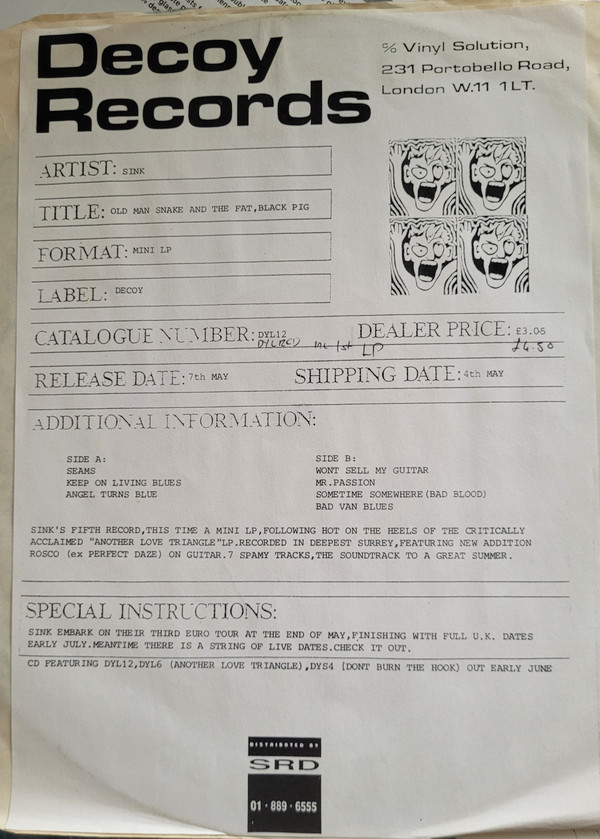 Decoy
Records
℅ Vinyl Solution,
231 Portobello Road,
London W.11 1LT.
ARTIST: SINK
TITLE: OLD MAN SNAKE AND THE FAT,BLACK PIG
FORMAT: MINI LP
LABEL: DECOY
CATALOGUE NUMBER: DYL12 DEALER PRICE: £3.05
inc 1st LP £4.50
RELEASE DATE: 7th MAY SHIPPING DATE: 4th MAY
ADDITIONAL INFORMATION:
SIDE A:
SEAMS
KEEP ON LIVING BLUES
ANGEL TURNS BLUE
SIDE B:
WONT SELL MY GUITAR
MR.PASSION
SOMETIME SOMEWHERE(BAD BLOOD)
BAD VAN BLUES
SINK'S FIFTH RECORD,THIS TIME A MINI LP,FOLLOWING HOT ON THE HEELS OF THE CRITICALLY
ACCLAIMED "ANOTHER LOVE TRIANGLE"LP.RECORDED IN DEEPEST SURREY,FEATURING NEW ADDITION
ROSCO (ex PERFECT DAZE) ON GUITAR.7 SPAMY TRACKS,THE SOUNDTRACK TO A GREAT SUMMER.
SPECIAL INSTRUCTIONS:
SINK EMBARK ON THEIR THIRD EURO TOUR AT THE END OF MAY,FINISHING WITH FULL U.K. DATES
EARLY JULY.MEANTIME THERE IS A STRING OF LIVE DATES.CHECK IT OUT.
CD FEATURING DYL12,DYL6 (ANOTHER LOVE TRIANGLE),DYS4 (DONT BURN THE HOOK) OUT EARLY JUNE
DISTRIBUTED BY
SRD
01·889·6555